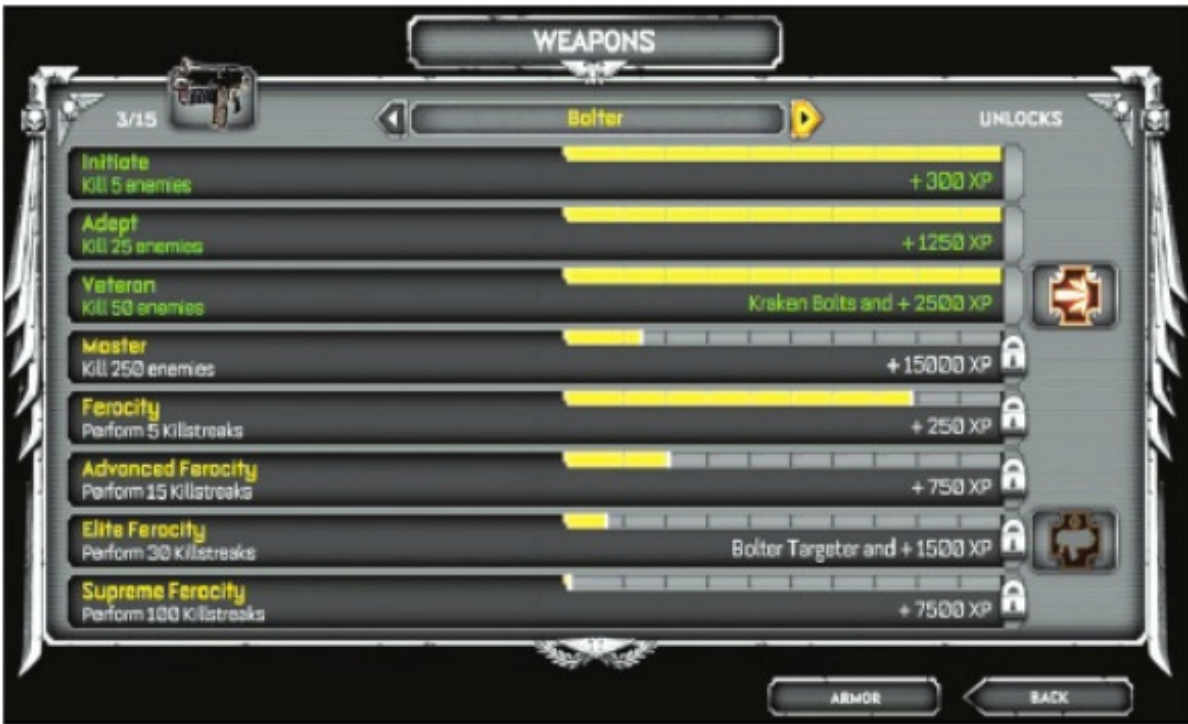 WEAPONS
3/15
Bolter
UNLOCKS
Initiate
Kill 5 enemies
+ 300 XP
Adept
Kill 25 enemies
+ 1250 XP
Veteran
Kill 50 enemies
Kraken Bolts and + 2500 XP
Master
Kill 250 enemies
+ 15000 XP
Ferocity
Perform 5 Killstreaks
+ 250 XP
Advanced Ferocity
Perform 15 Killstreaks
+ 750 XP
Elite Ferocity
Perform 30 Killstreaks
Bolter Targeter and + 1500 XP
Supreme Ferocity
Perform 100 Killstreaks
+ 7500 XP
ARMOR
BACK